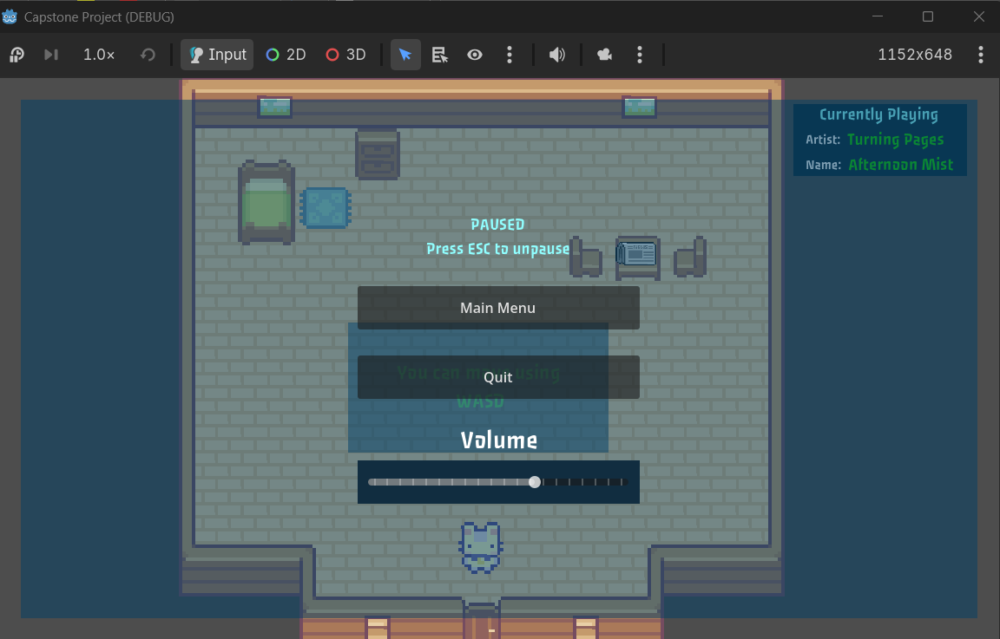 Capstone Project (DEBUG)
1.0×
Input
2D
3D
1152x648
Currently Playing
Artist: Turning Pages
Name: Afternoon Mist
PAUSED
Press ESC to unpause
Main Menu
You can move using
Quit
WASD
Volume